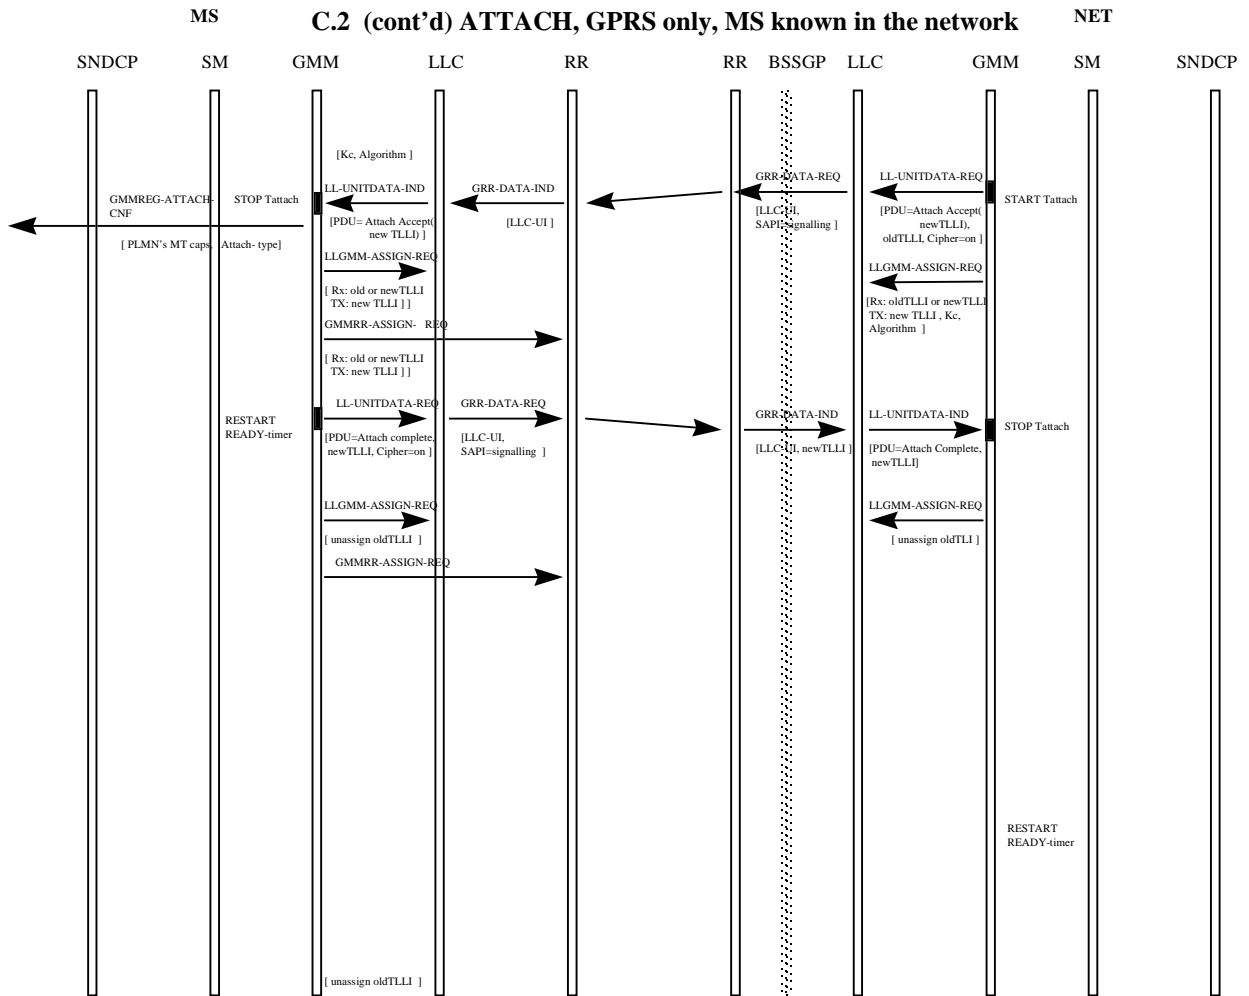 MS
C.2 (cont'd) ATTACH, GPRS only, MS known in the network
NET
SNDCP SM GMM LLC RR RR BSSGP LLC GMM SM SNDCP
[Kc, Algorithm ]
GMMREG-ATTACH-
CNF
STOP Tattach
LL-UNITDATA-IND
GRR-DATA-IND
GRR-DATA-REQ
LL-UNITDATA-REQ
START Tattach
[PDU= Attach Accept(
new TLLI) ]
[LLC-UI ]
[LLC-UI,
SAPI=signalling ]
[PDU=Attach Accept(
newTLLI),
oldTLLI, Cipher=on ]
[ PLMN's MT caps, Attach- type]
LLGMM-ASSIGN-REQ
[ Rx: old or newTLLI
TX: new TLLI ] ]
LLGMM-ASSIGN-REQ
[Rx: oldTLLI or newTLLI
TX: new TLLI , Kc,
Algorithm ]
GMMRR-ASSIGN- REQ
[ Rx: old or newTLLI
TX: new TLLI ] ]
RESTART
READY-timer
LL-UNITDATA-REQ
GRR-DATA-REQ
GRR-DATA-IND
LL-UNITDATA-IND
STOP Tattach
[PDU=Attach complete,
newTLLI, Cipher=on ]
[LLC-UI,
SAPI=signalling ]
[LLC-UI, newTLLI ]
[PDU=Attach Complete,
newTLLI]
LLGMM-ASSIGN-REQ
[ unassign oldTLLI ]
LLGMM-ASSIGN-REQ
[ unassign oldTLI ]
GMMRR-ASSIGN-REQ
RESTART
READY-timer
[ unassign oldTLLI ]